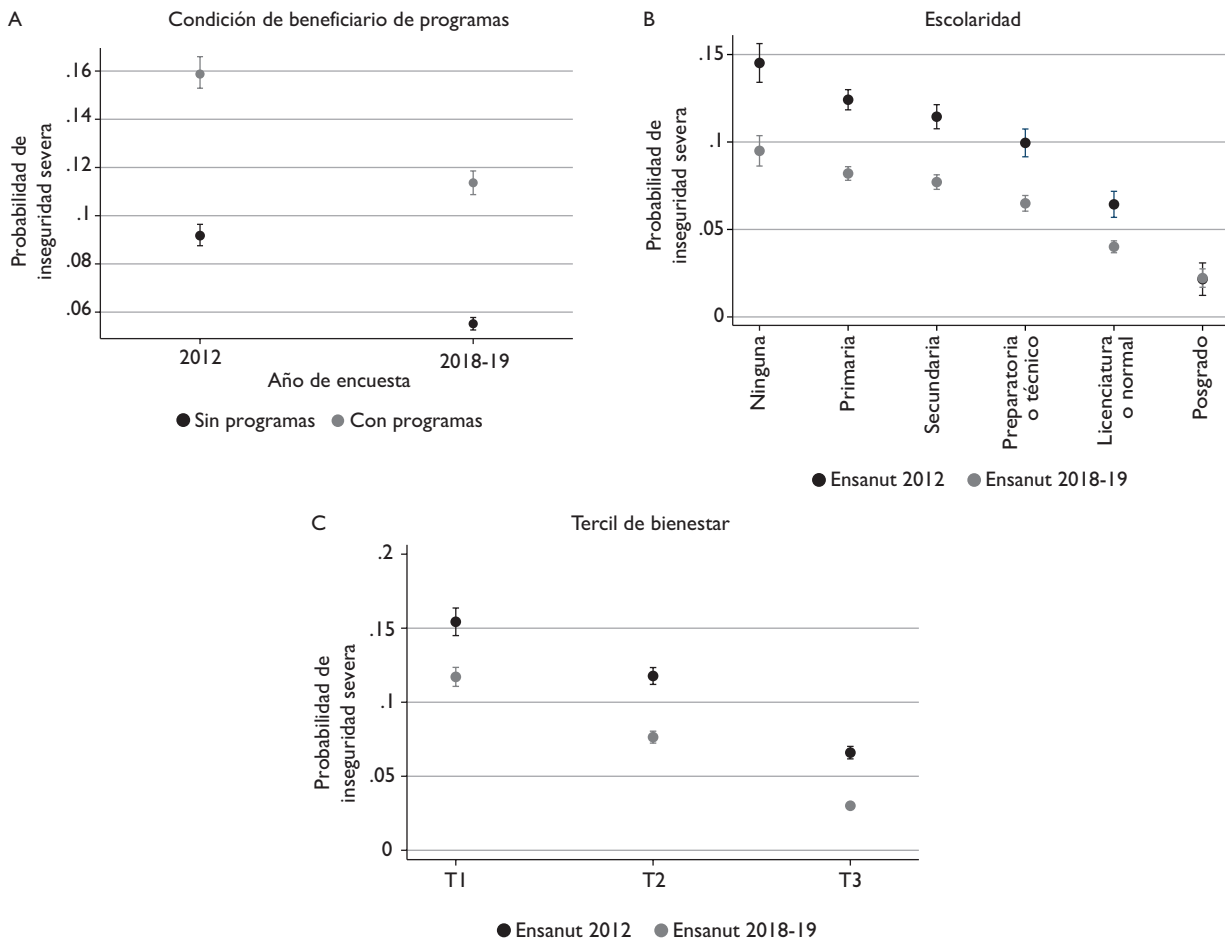 A
Condición de beneficiario de programas
Probabilidad de
inseguridad severa
.16
.14
.12
.1
.08
.06
2012
2018-19
Año de encuesta
Sin programas
Con programas
B
Escolaridad
Probabilidad de
inseguridad severa
.15
.1
.05
0
Ninguna
Primaria
Secundaria
Preparatoria
o técnico
Licenciatura
o normal
Posgrado
Ensanut 2012
Ensanut 2018-19
C
Tercil de bienestar
Probabilidad de
inseguridad severa
.2
.15
.1
.05
0
T1
T2
T3
Ensanut 2012
Ensanut 2018-19